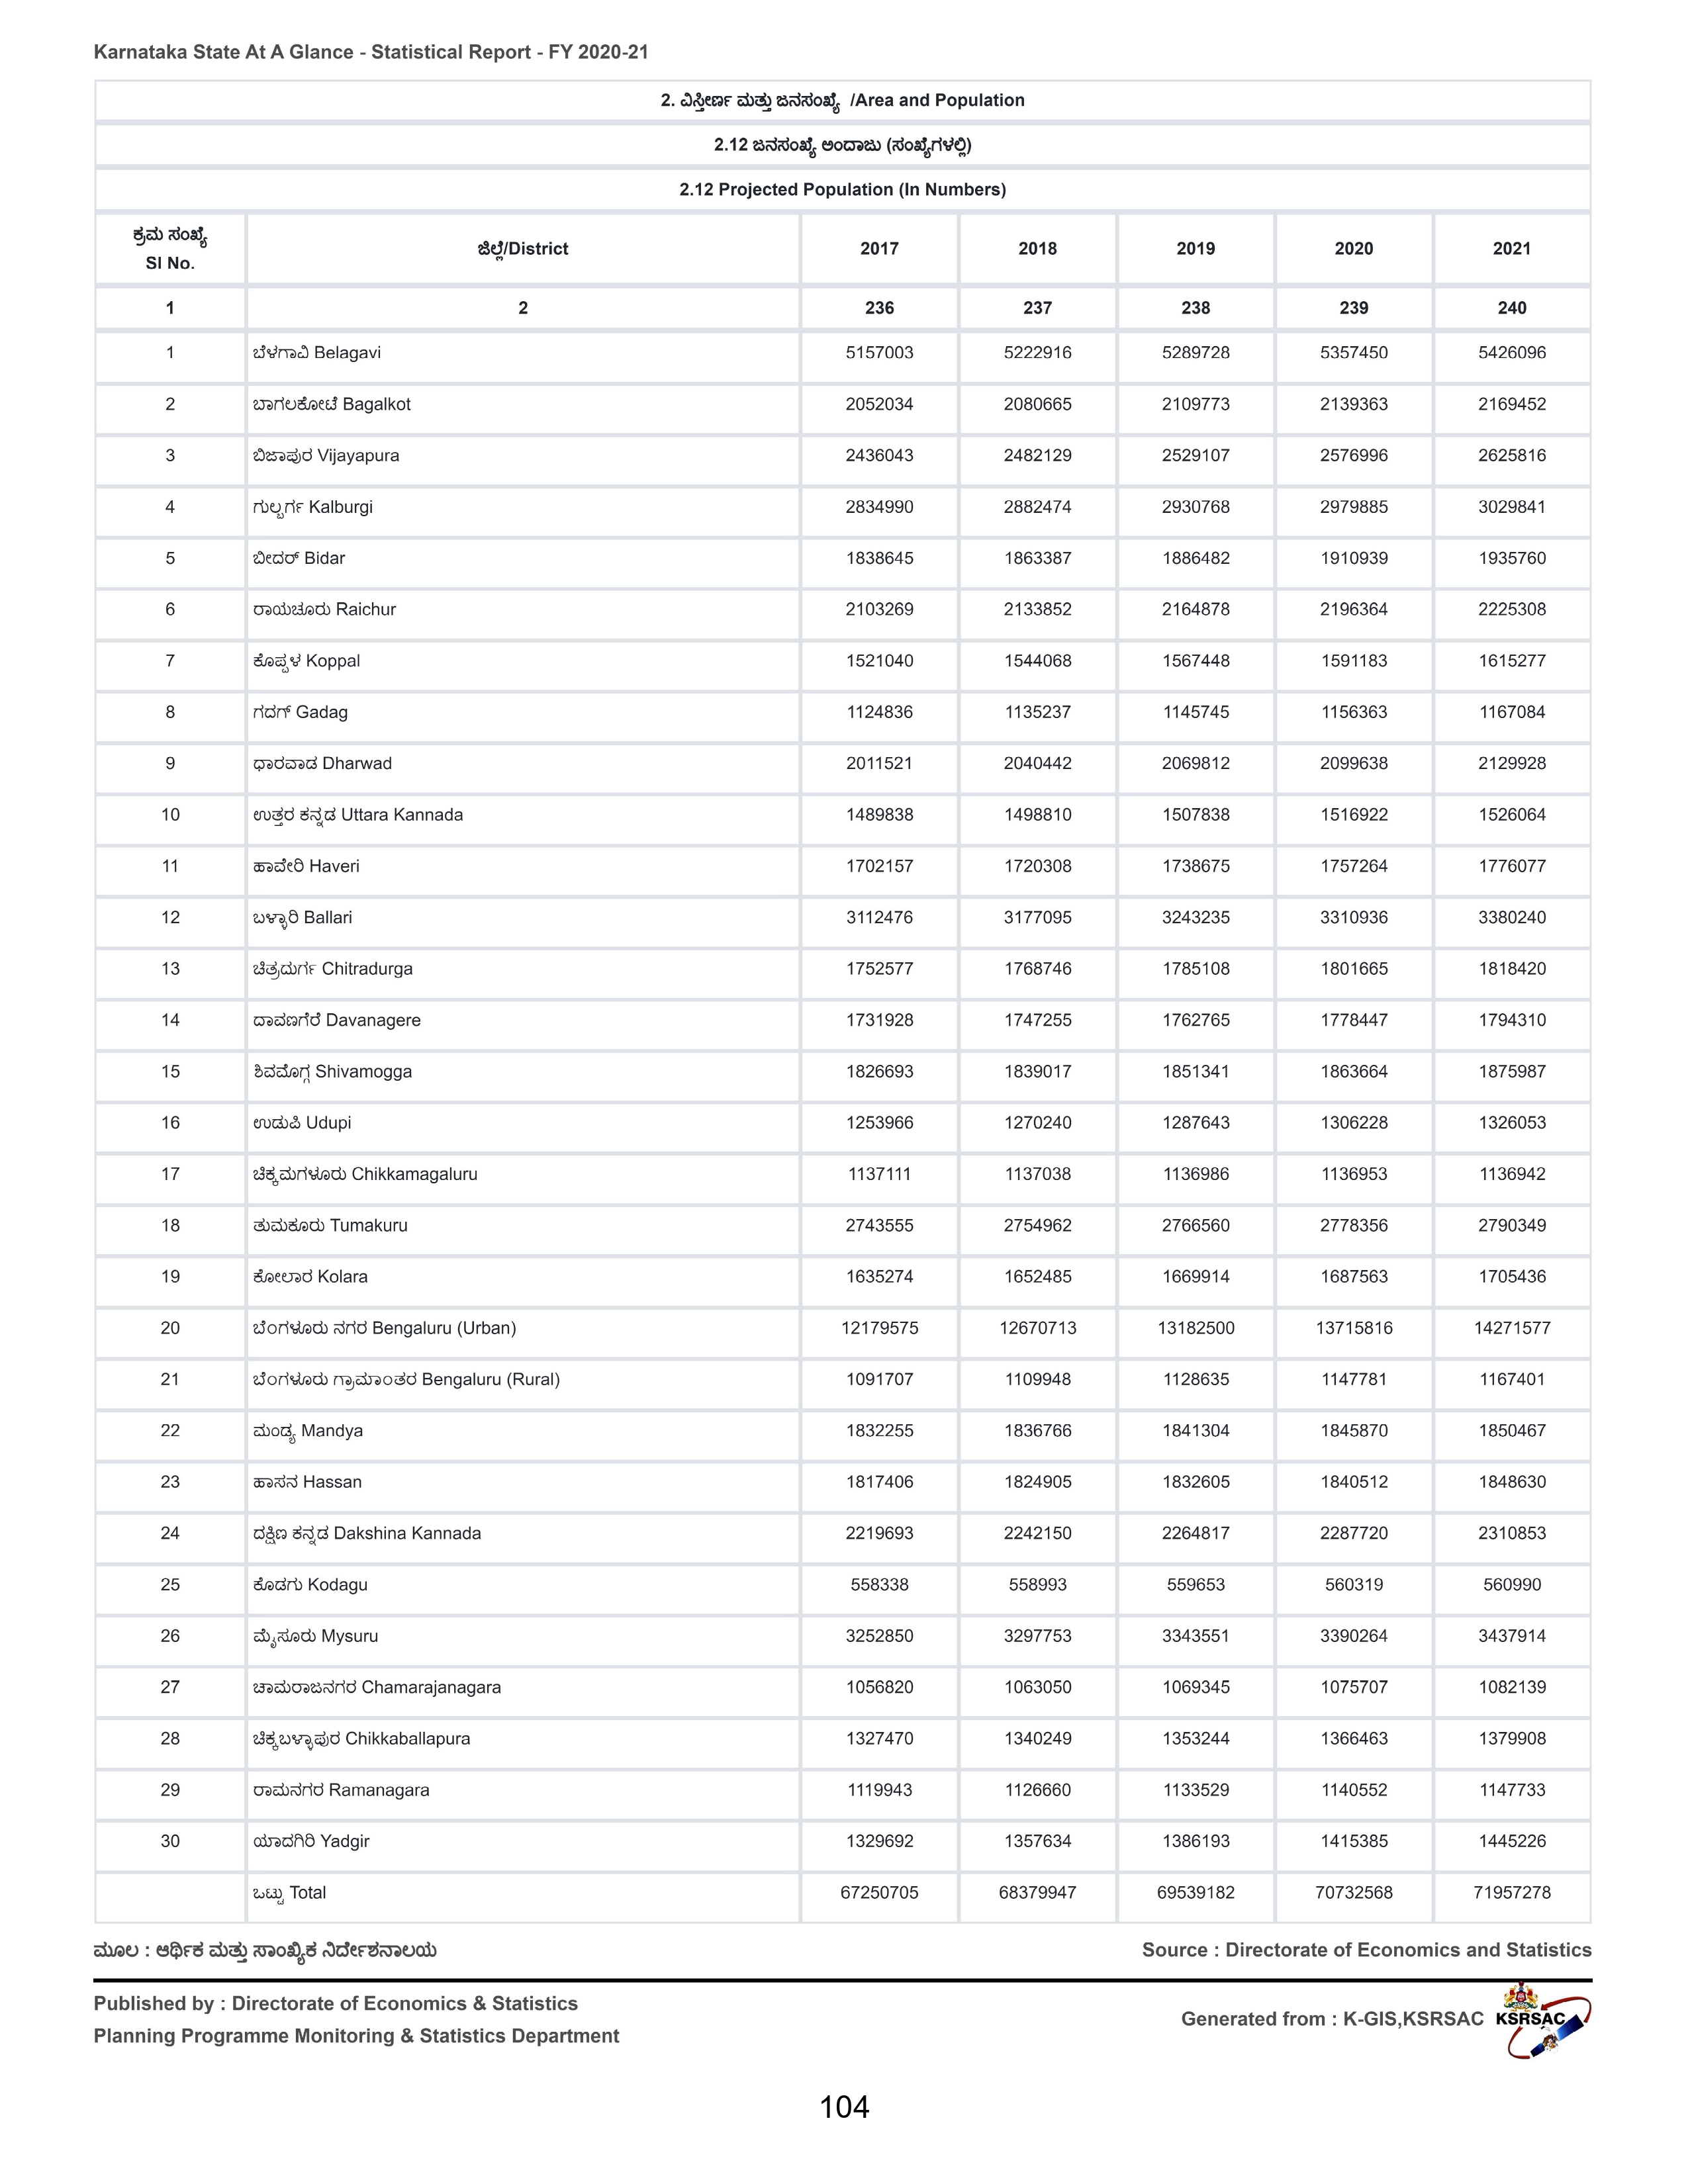 Karnataka State At A Glance - Statistical Report - FY 2020-21
2. ವಿಸ್ತೀರ್ಣ ಮತ್ತು ಜನಸಂಖ್ಯೆ /Area and Population
2.12 ಜನಸಂಖ್ಯೆ ಅಂದಾಜು (ಸಂಖ್ಯೆಗಳಲ್ಲಿ)
2.12 Projected Population (In Numbers)
ಕ್ರಮ ಸಂಖ್ಯೆ
Sl No. ಜಿಲ್ಲೆ/District 2017 2018 2019 2020 2021
1 2 236 237 238 239 240
1 ಬೆಳಗಾವಿ Belagavi 5157003 5222916 5289728 5357450 5426096
2 ಬಾಗಲಕೋಟೆ Bagalkot 2052034 2080665 2109773 2139363 2169452
3 ಬಿಜಾಪುರ Vijayapura 2436043 2482129 2529107 2576996 2625816
4 ಗುಲ್ಬರ್ಗ Kalburgi 2834990 2882474 2930768 2979885 3029841
5 ಬೀದರ್ Bidar 1838645 1863387 1886482 1910939 1935760
6 ರಾಯಚೂರು Raichur 2103269 2133852 2164878 2196364 2225308
7 ಕೊಪ್ಪಳ Koppal 1521040 1544068 1567448 1591183 1615277
8 ಗದಗ್ Gadag 1124836 1135237 1145745 1156363 1167084
9 ಧಾರವಾಡ Dharwad 2011521 2040442 2069812 2099638 2129928
10 ಉತ್ತರ ಕನ್ನಡ Uttara Kannada 1489838 1498810 1507838 1516922 1526064
11 ಹಾವೇರಿ Haveri 1702157 1720308 1738675 1757264 1776077
12 ಬಳ್ಳಾರಿ Ballari 3112476 3177095 3243235 3310936 3380240
13 ಚಿತ್ರದುರ್ಗ Chitradurga 1752577 1768746 1785108 1801665 1818420
14 ದಾವಣಗೆರೆ Davanagere 1731928 1747255 1762765 1778447 1794310
15 ಶಿವಮೊಗ್ಗ Shivamogga 1826693 1839017 1851341 1863664 1875987
16 ಉಡುಪಿ Udupi 1253966 1270240 1287643 1306228 1326053
17 ಚಿಕ್ಕಮಗಳೂರು Chikkamagaluru 1137111 1137038 1136986 1136953 1136942
18 ತುಮಕೂರು Tumakuru 2743555 2754962 2766560 2778356 2790349
19 ಕೋಲಾರ Kolara 1635274 1652485 1669914 1687563 1705436
20 ಬೆಂಗಳೂರು ನಗರ Bengaluru (Urban) 12179575 12670713 13182500 13715816 14271577
21 ಬೆಂಗಳೂರು ಗ್ರಾಮಾಂತರ Bengaluru (Rural) 1091707 1109948 1128635 1147781 1167401
22 ಮಂಡ್ಯ Mandya 1832255 1836766 1841304 1845870 1850467
23 ಹಾಸನ Hassan 1817406 1824905 1832605 1840512 1848630
24 ದಕ್ಷಿಣ ಕನ್ನಡ Dakshina Kannada 2219693 2242150 2264817 2287720 2310853
25 ಕೊಡಗು Kodagu 558338 558993 559653 560319 560990
26 ಮೈಸೂರು Mysuru 3252850 3297753 3343551 3390264 3437914
27 ಚಾಮರಾಜನಗರ Chamarajanagara 1056820 1063050 1069345 1075707 1082139
28 ಚಿಕ್ಕಬಳ್ಳಾಪುರ Chikkaballapura 1327470 1340249 1353244 1366463 1379908
29 ರಾಮನಗರ Ramanagara 1119943 1126660 1133529 1140552 1147733
30 ಯಾದಗಿರಿ Yadgir 1329692 1357634 1386193 1415385 1445226
ಒಟ್ಟು Total 67250705 68379947 69539182 70732568 71957278
ಮೂಲ : ಆರ್ಥಿಕ ಮತ್ತು ಸಾಂಖ್ಯಿಕ ನಿರ್ದೇಶನಾಲಯ Source : Directorate of Economics and Statistics
Published by : Directorate of Economics & Statistics
Planning Programme Monitoring & Statistics Department
Generated from : K-GIS,KSRSAC KSRSAC
104